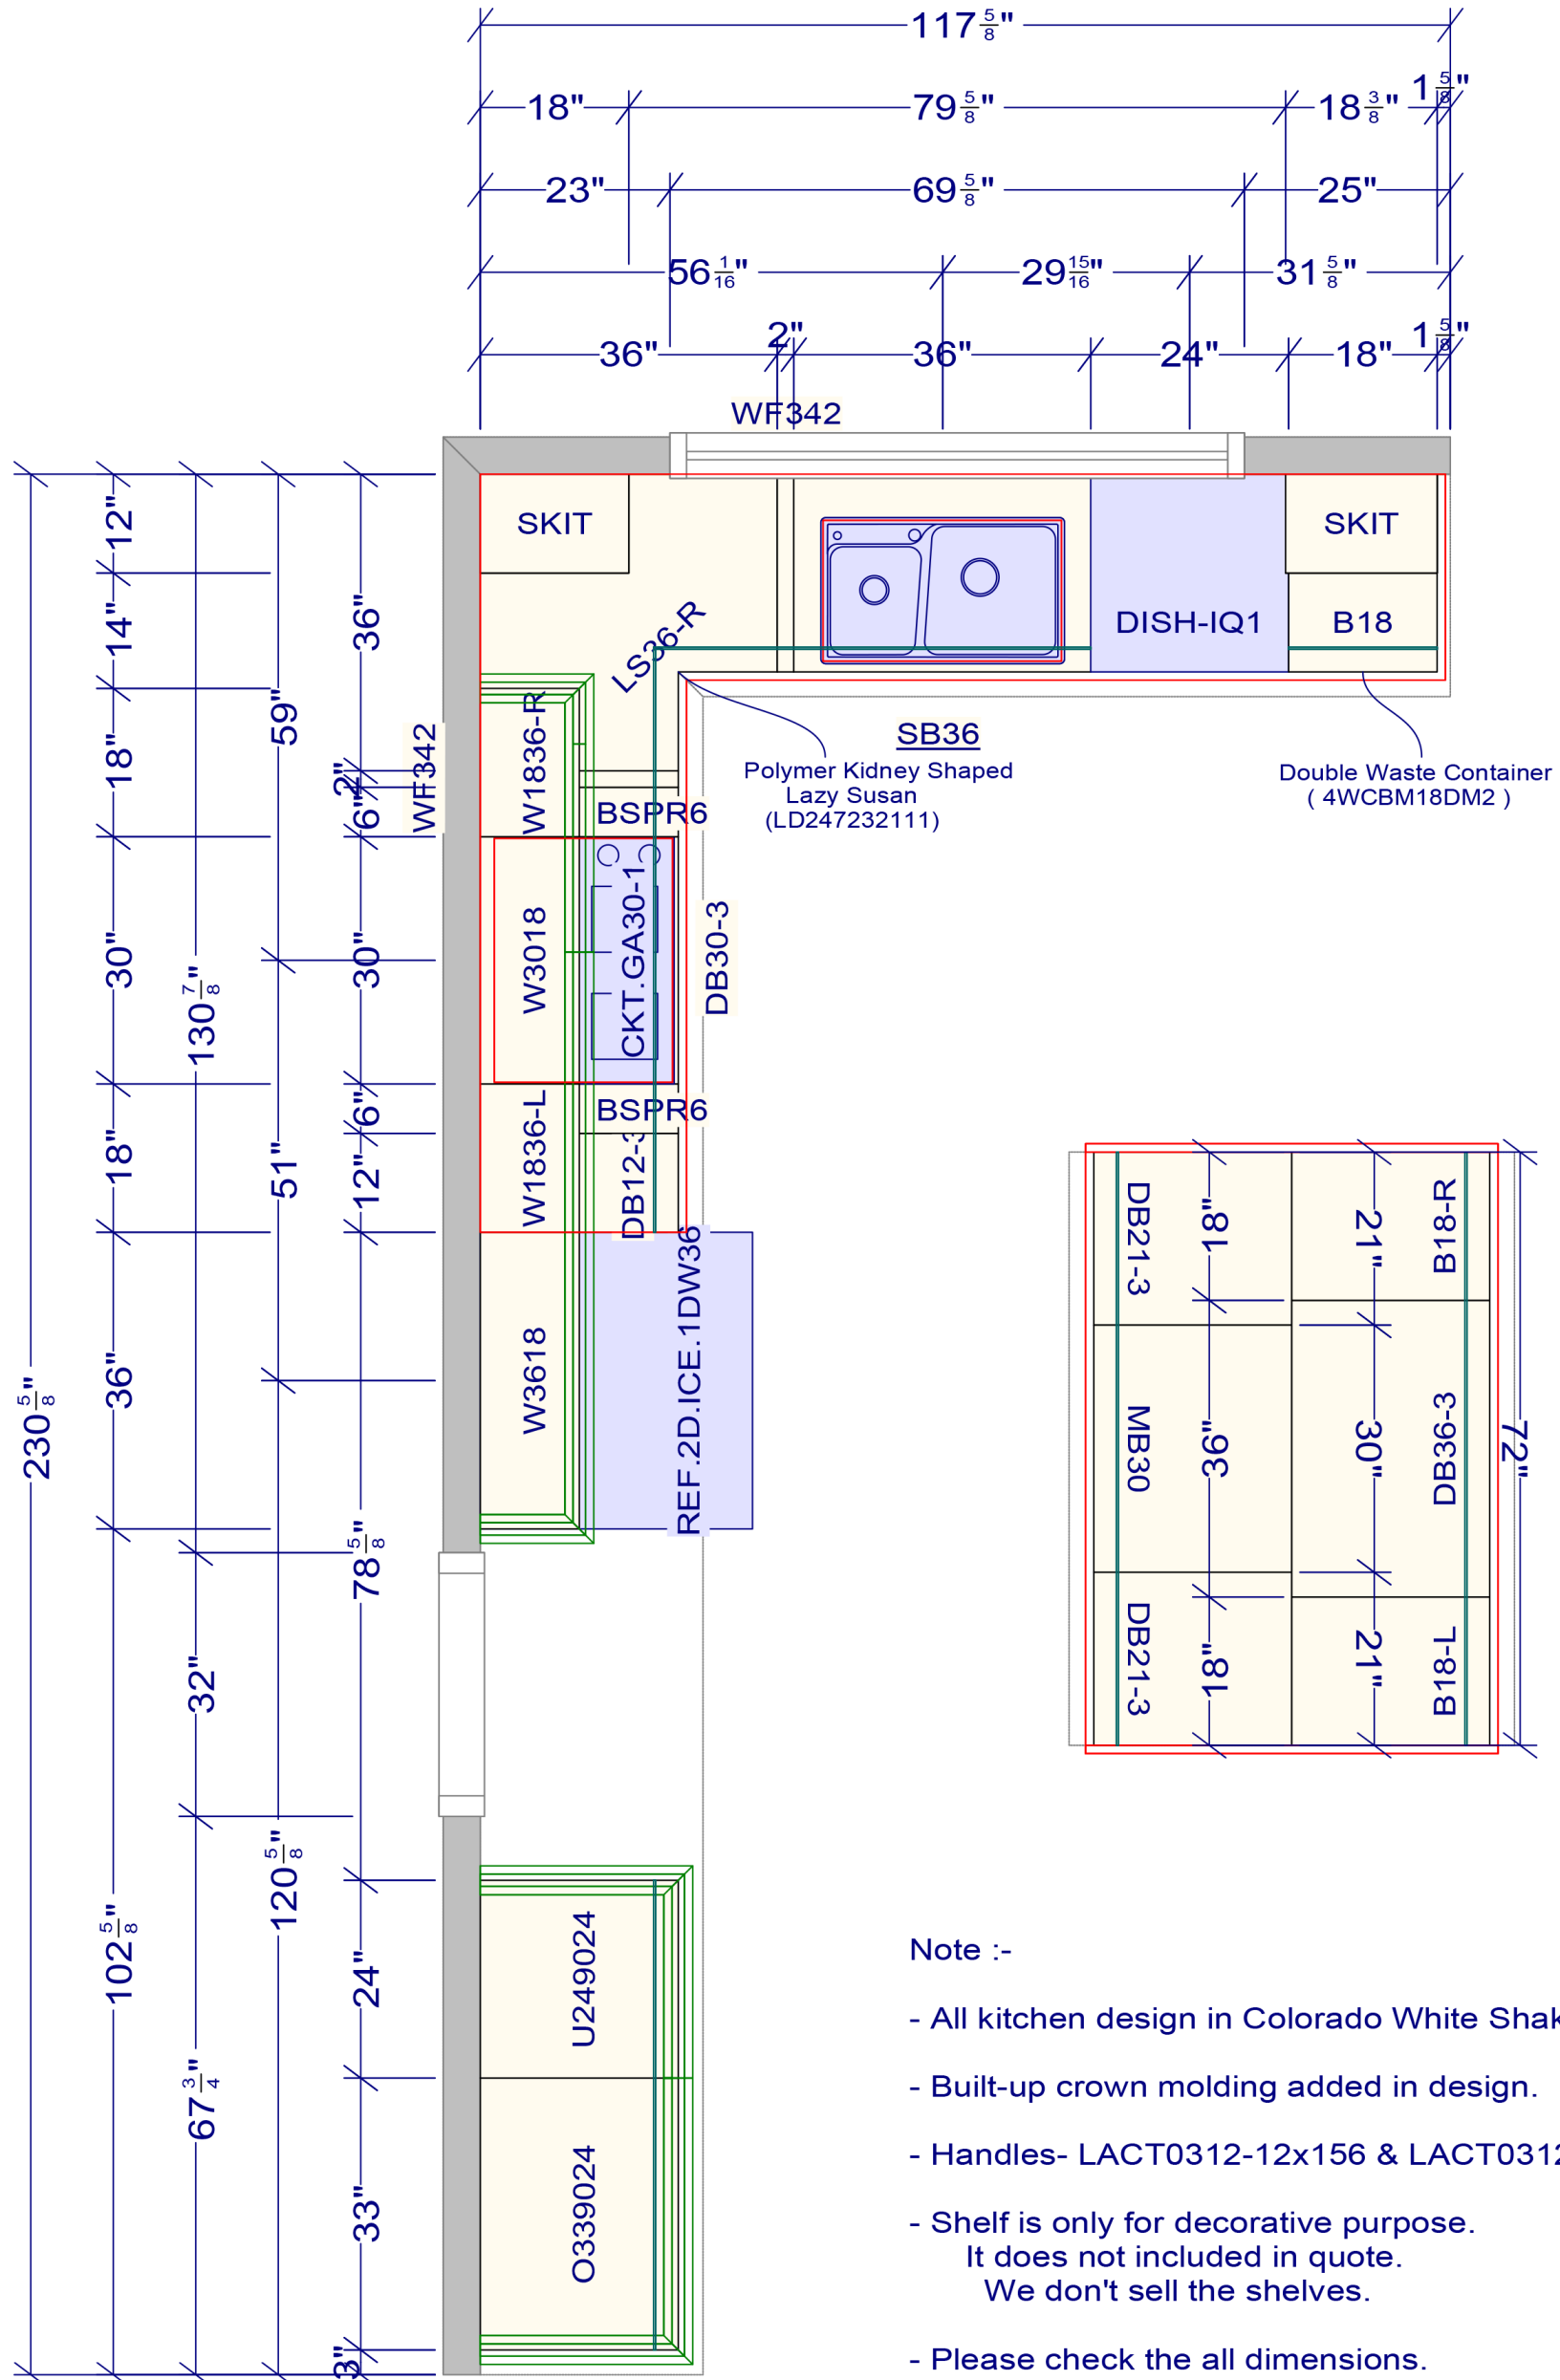 117 5/8"
18"
79 5/8"
18 3/8"
1 5/8"
23"
69 5/8"
25"
56 1/16"
29 15/16"
31 5/8"
36"
2"
36"
24"
18"
1 5/8"
WF342
SKIT
SKIT
DISH-IQ1
B18
LS36-R
SB36
Polymer Kidney Shaped
Lazy Susan
(LD247232111)
Double Waste Container
( 4WCBM18DM2 )
12"
14"
18"
30"
18"
36"
102 5/8"
230 5/8"
130 7/8"
32"
67 3/4"
59"
51"
120 5/8"
36"
2"
6"
30"
6"
12"
78 5/8"
24"
33"
3"
WF342
W1836-R
BSPR6
W3018
CKT.GA30-1
DB30-3
W1836-L
BSPR6
DB12-3
W3618
REF.2D.ICE.1DW36
U249024
O339024
DB21-3
18"
21"
B18-R
MB30
36"
30"
DB36-3
72"
DB21-3
18"
21"
B18-L
Note :-
- All kitchen design in Colorado White Shak
- Built-up crown molding added in design.
- Handles- LACT0312-12x156 & LACT0312
- Shelf is only for decorative purpose.
It does not included in quote.
We don't sell the shelves.
- Please check the all dimensions.